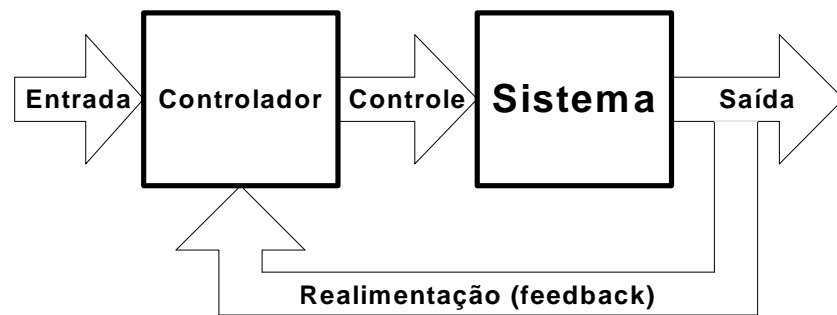 Entrada
Controlador
Controle
Sistema
Saída
Realimentação (feedback)